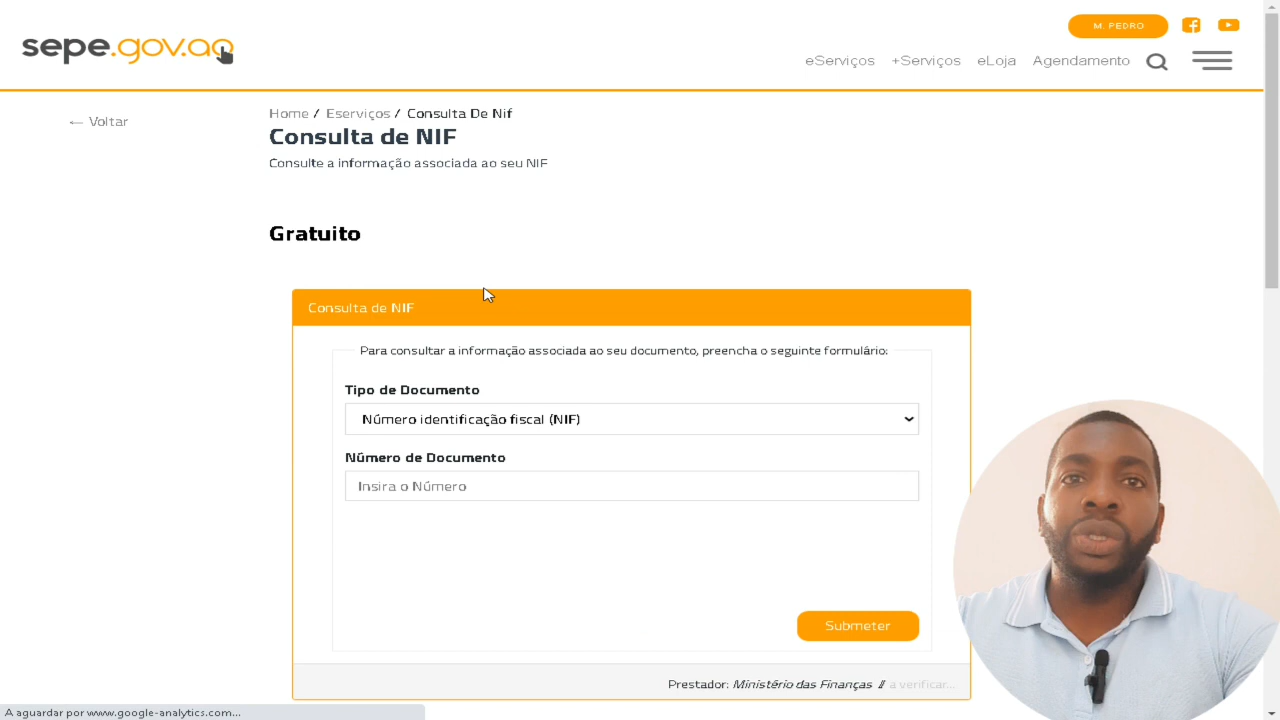 sepe.gov.ao
M. PEDRO
eServiços +Serviços eLoja Agendamento
← Voltar
Home / Eserviços / Consulta De Nif
Consulta de NIF
Consulte a informação associada ao seu NIF
Gratuito
Consulta de NIF
Para consultar a informação associada ao seu documento, preencha o seguinte formulário:
Tipo de Documento
Número identificação fiscal (NIF)
Número de Documento
Insira o Número
Submeter
Prestador: Ministério das Finanças // a verificar...
A aguardar por www.google-analytics.com...